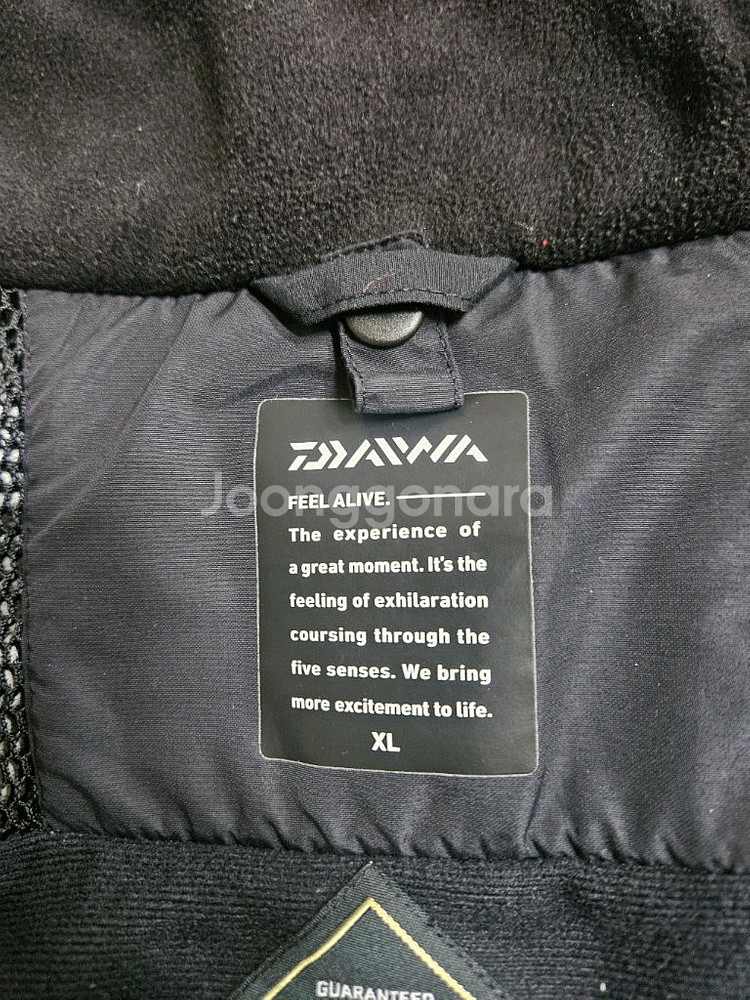 DAIWA
FEEL ALIVE.
The experience of
a great moment. It's the
feeling of exhilaration
coursing through the
five senses. We bring
more excitement to life.
XL
Joonggonara
GUARANTEED